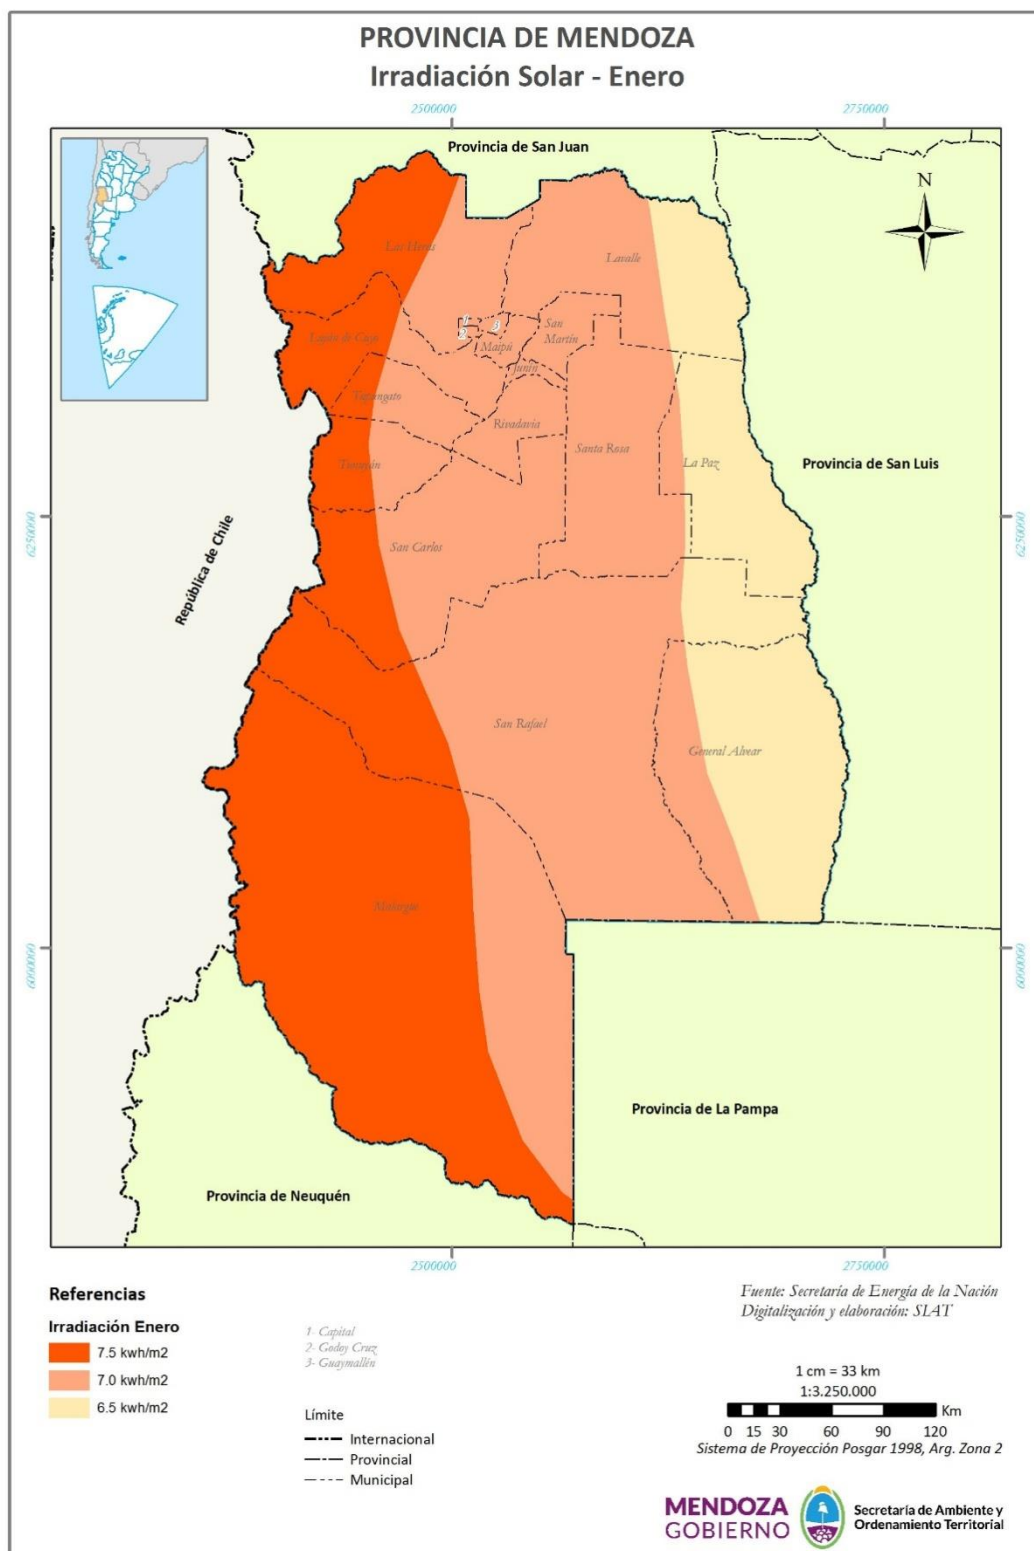 PROVINCIA DE MENDOZA
Irradiación Solar - Enero
2500000
2750000
Provincia de San Juan
N
Las Heras
Lavalle
1
2
3
San
Martín
Luján de Cuyo
Maipú
Junín
Tupungato
Rivadavia
Santa Rosa
La Paz
Provincia de San Luis
Tunuyán
6250000
6250000
República de Chile
San Carlos
San Rafael
General Alvear
Malargüe
6000000
6000000
Provincia de La Pampa
Provincia de Neuquén
2500000
2750000
Referencias
Irradiación Enero
7.5 kwh/m2
7.0 kwh/m2
6.5 kwh/m2
1- Capital
2- Godoy Cruz
3- Guaymallén
Límite
Internacional
Provincial
Municipal
Fuente: Secretaría de Energía de la Nación
Digitalización y elaboración: SIAT
1 cm = 33 km
1:3.250.000
Km
0 15 30 60 90 120
Sistema de Proyección Posgar 1998, Arg. Zona 2
MENDOZA
GOBIERNO
Secretaría de Ambiente y
Ordenamiento Territorial